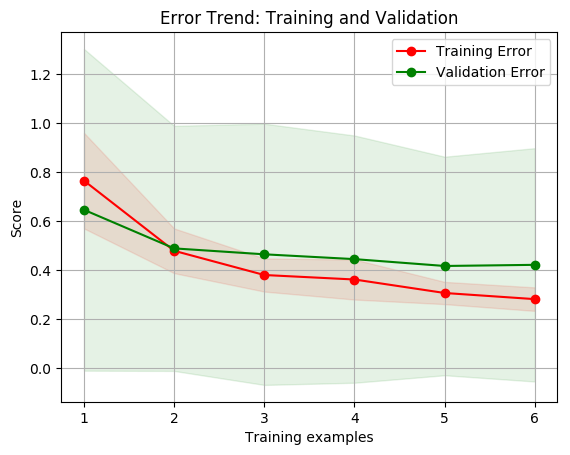 Error Trend: Training and Validation
Training Error
Validation Error
Score
1.2
1.0
0.8
0.6
0.4
0.2
0.0
1 2 3 4 5 6
Training examples